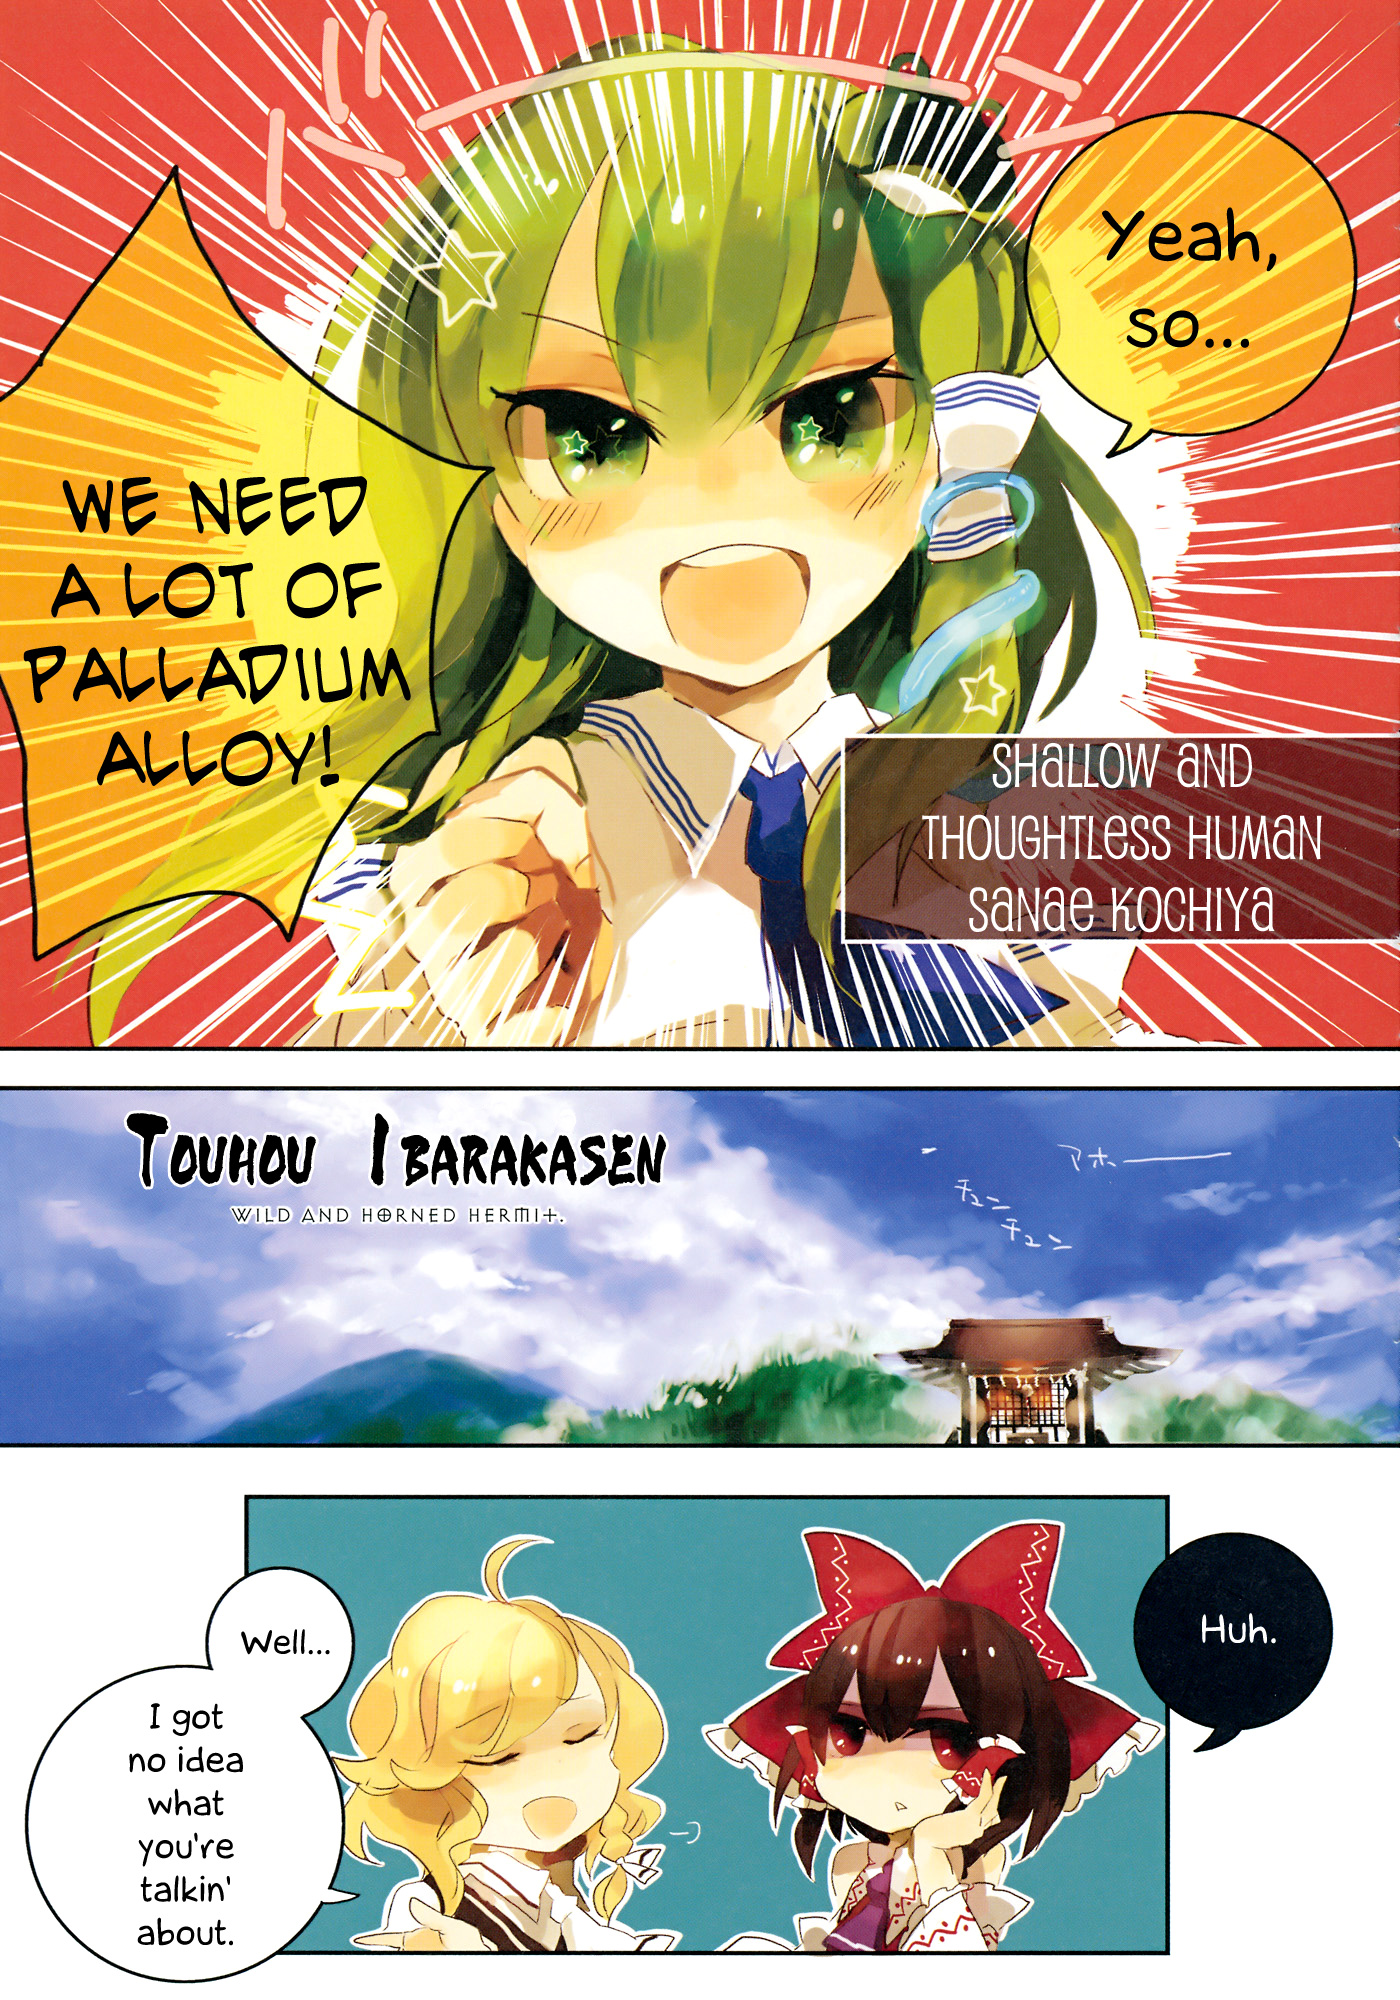 Yeah,
so...
WE NEED
A LOT OF
PALLADIUM
ALLOY!
SHALLOW AND
THOUGHTLESS HUMAN
SANAE KOCHIYA
TOUHOU IBARAKASEN
WILD AND HORNED HERMIT.
アホー
チュン
チュン
Huh.
Well...
I got
no idea
what
you're
talkin'
about.